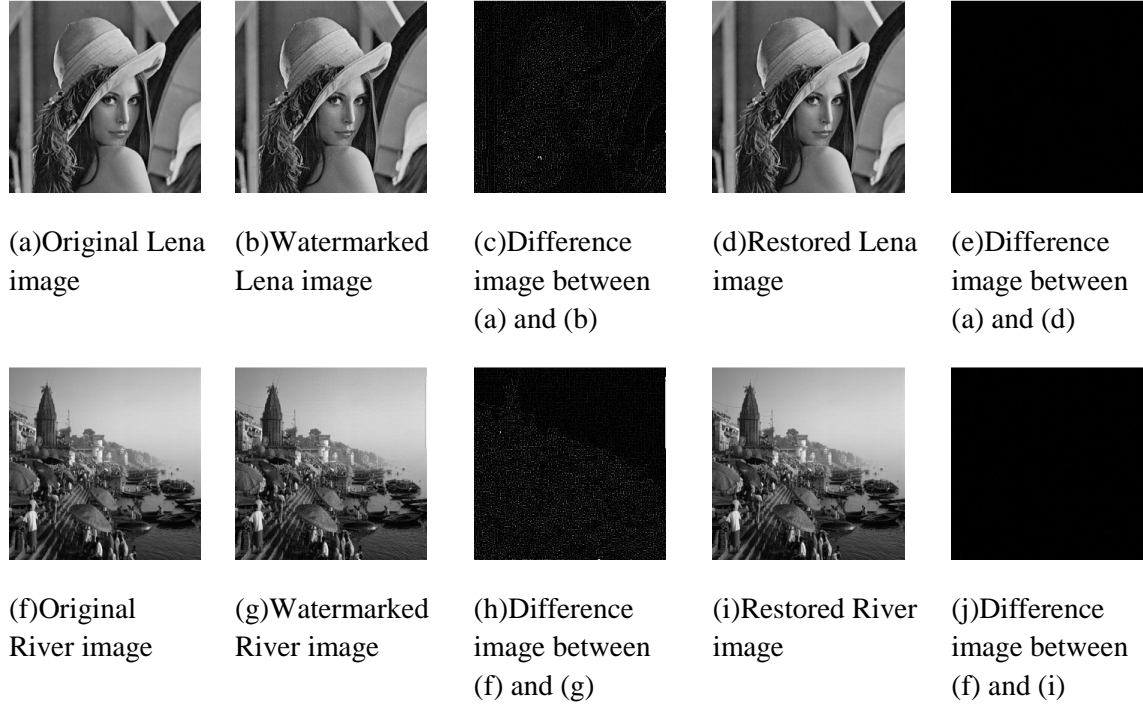 (a)Original Lena
image
(b)Watermarked
Lena image
(c)Difference
image between
(a) and (b)
(d)Restored Lena
image
(e)Difference
image between
(a) and (d)
(f)Original
River image
(g)Watermarked
River image
(h)Difference
image between
(f) and (g)
(i)Restored River
image
(j)Difference
image between
(f) and (i)